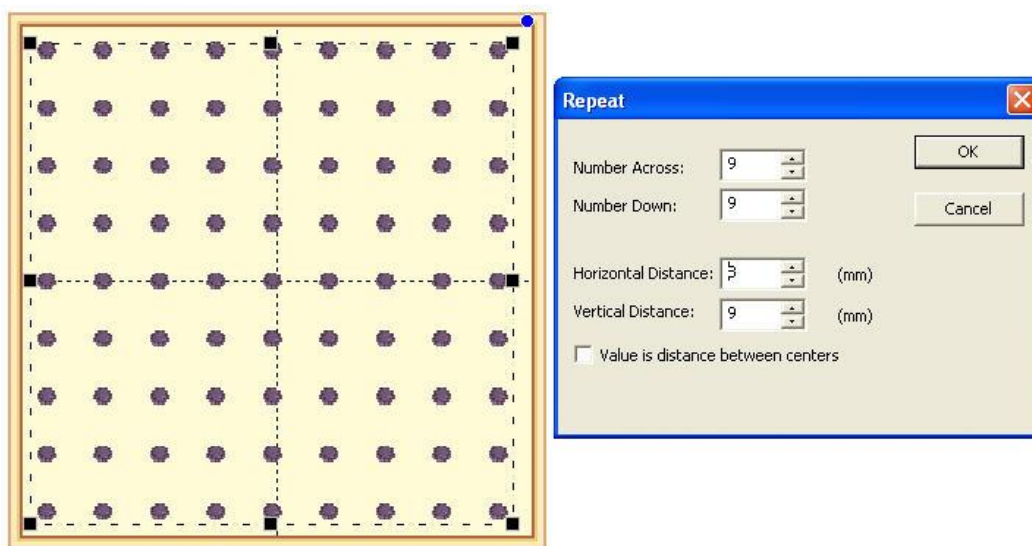 Repeat
Number Across: 9
OK
Number Down: 9
Cancel
Horizontal Distance: (mm)
Vertical Distance: 9 (mm)
Value is distance between centers